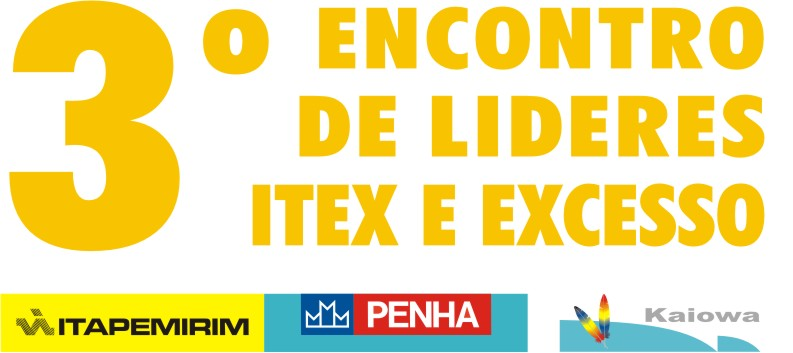 3º ENCONTRO
DE LIDERES
ITEX E EXCESSO
ITAPEMIRIM PENHA Kaiowa